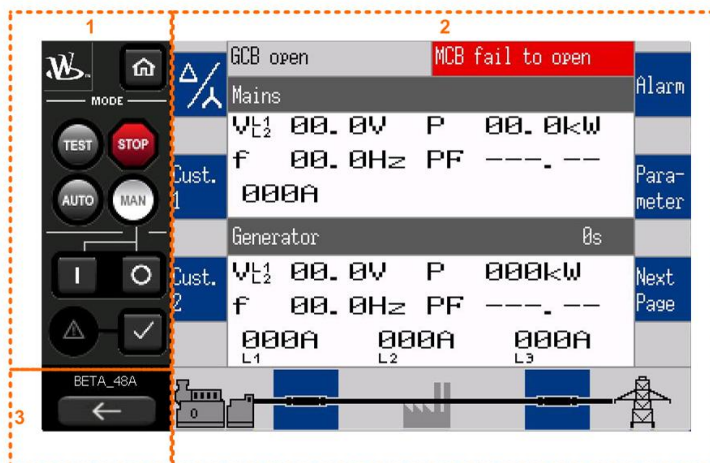 1
2
W
MODE
TEST
STOP
AUTO
MAN
I
O
BETA_48A
3
GCB open
MCB fail to open
Mains
VL1 L2 00.0V P 00.0kW
f 00.0Hz PF ---.--
000A
Generator 0s
VL1 L2 00.0V P 000kW
f 00.0Hz PF ---.--
000A 000A 000A
L1 L2 L3
Cust.
1
Cust.
2
Alarm
Para-
meter
Next
Page
0